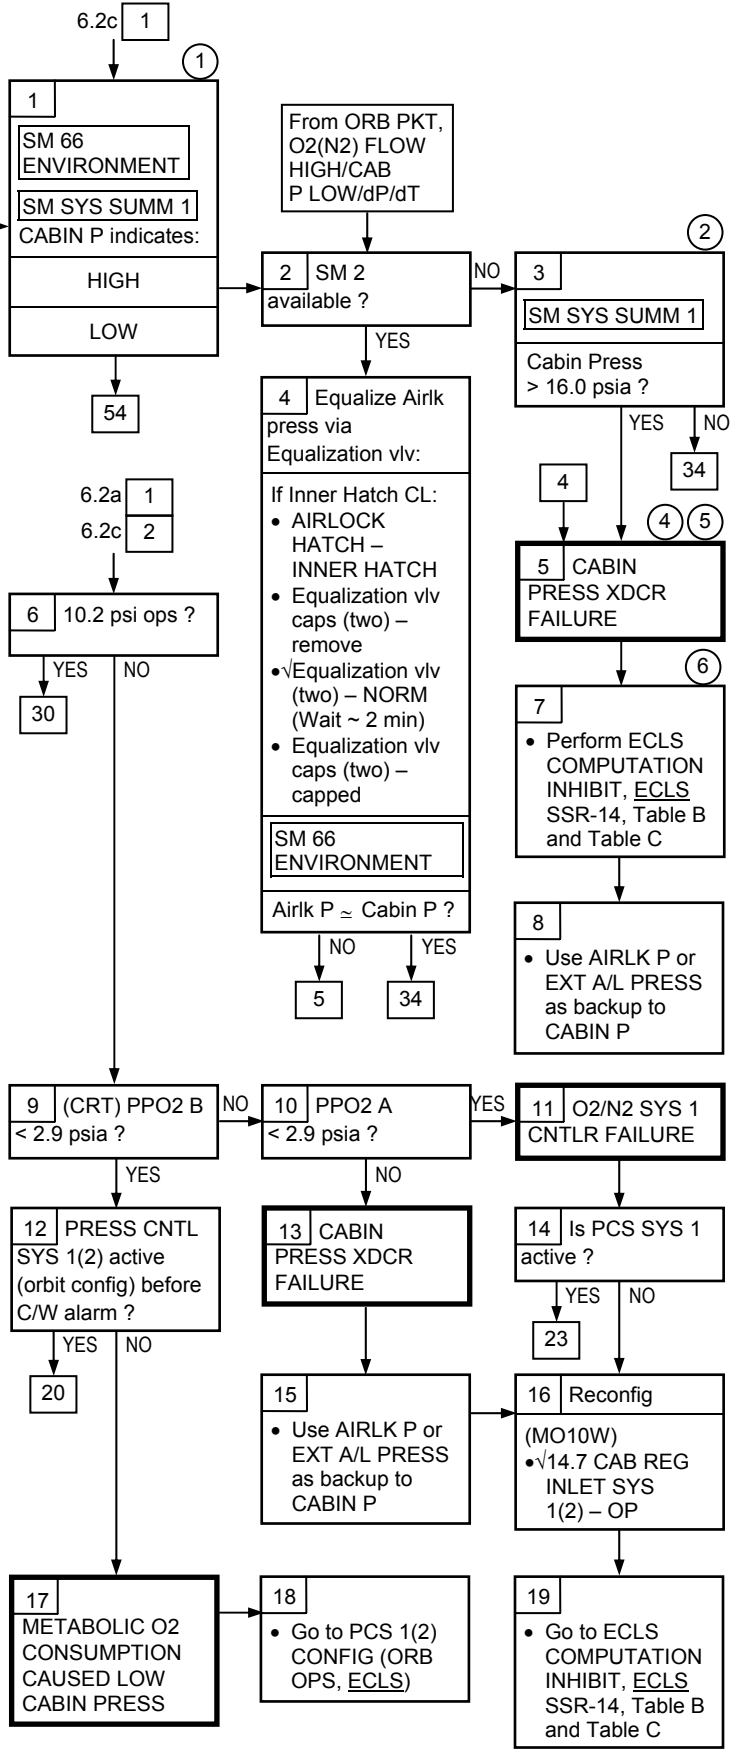 6.2c 1
1
1
SM 66
ENVIRONMENT
SM SYS SUMM 1
CABIN P indicates:
HIGH
LOW
54
From ORB PKT,
O2(N2) FLOW
HIGH/CAB
P LOW/dP/dT
2 SM 2
available ?
NO
YES
2
3
SM SYS SUMM 1
Cabin Press
> 16.0 psia ?
YES
NO
34
4 Equalize Airlk
press via
Equalization vlv:
If Inner Hatch CL:
• AIRLOCK
HATCH –
INNER HATCH
• Equalization vlv
caps (two) –
remove
•√Equalization vlv
(two) – NORM
(Wait ~ 2 min)
• Equalization vlv
caps (two) –
capped
SM 66
ENVIRONMENT
Airlk P ≃ Cabin P ?
NO
YES
5
34
4
4 5
5 CABIN
PRESS XDCR
FAILURE
6
7
• Perform ECLS
COMPUTATION
INHIBIT, ECLS
SSR-14, Table B
and Table C
8
• Use AIRLK P or
EXT A/L PRESS
as backup to
CABIN P
6.2a 1
6.2c 2
6 10.2 psi ops ?
YES
NO
30
9 (CRT) PPO2 B
< 2.9 psia ?
NO
YES
10 PPO2 A
< 2.9 psia ?
YES
NO
11 O2/N2 SYS 1
CNTLR FAILURE
12 PRESS CNTL
SYS 1(2) active
(orbit config) before
C/W alarm ?
YES
NO
20
13 CABIN
PRESS XDCR
FAILURE
14 Is PCS SYS 1
active ?
YES
NO
23
15
• Use AIRLK P or
EXT A/L PRESS
as backup to
CABIN P
16 Reconfig
(MO10W)
•√14.7 CAB REG
INLET SYS
1(2) – OP
17
METABOLIC O2
CONSUMPTION
CAUSED LOW
CABIN PRESS
18
• Go to PCS 1(2)
CONFIG (ORB
OPS, ECLS)
19
• Go to ECLS
COMPUTATION
INHIBIT, ECLS
SSR-14, Table B
and Table C